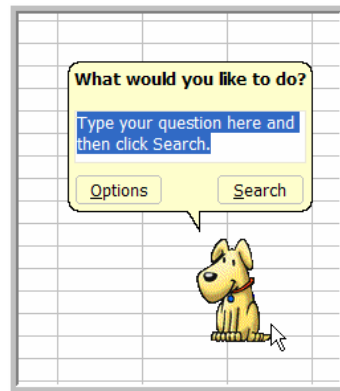 What would you like to do?
Type your question here and
then click Search.
Options
Search